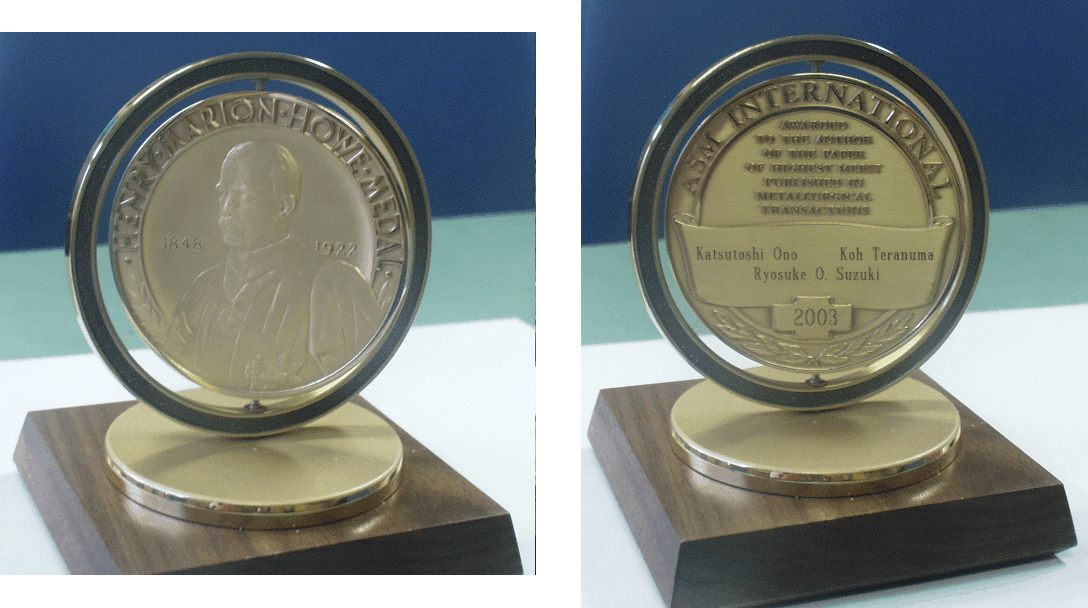 ·HENRY·MARION·HOWE·MEDAL·
1848 1922
ASM INTERNATIONAL
AWARDED
TO THE AUTHOR
OF THE PAPER
OF HIGHEST MERIT
PUBLISHED IN
METALLURGICAL
TRANSACTIONS
Katsutoshi Ono Koh Teranuma
Ryosuke O. Suzuki
2003